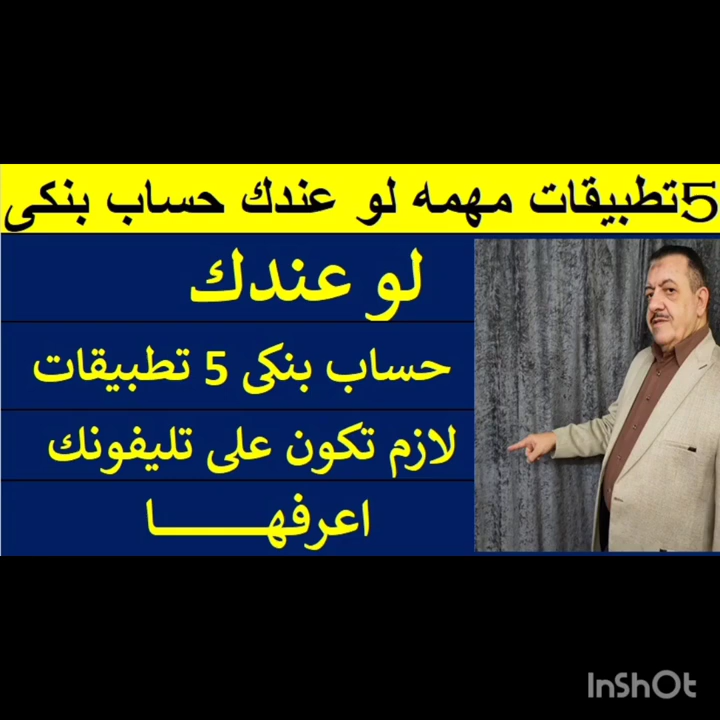 5تطبيقات مهمه لو عندك حساب بنكى
لو عندك
حساب بنكى 5 تطبيقات
لازم تكون على تليفونك
اعرفهـــــــا
InShOt